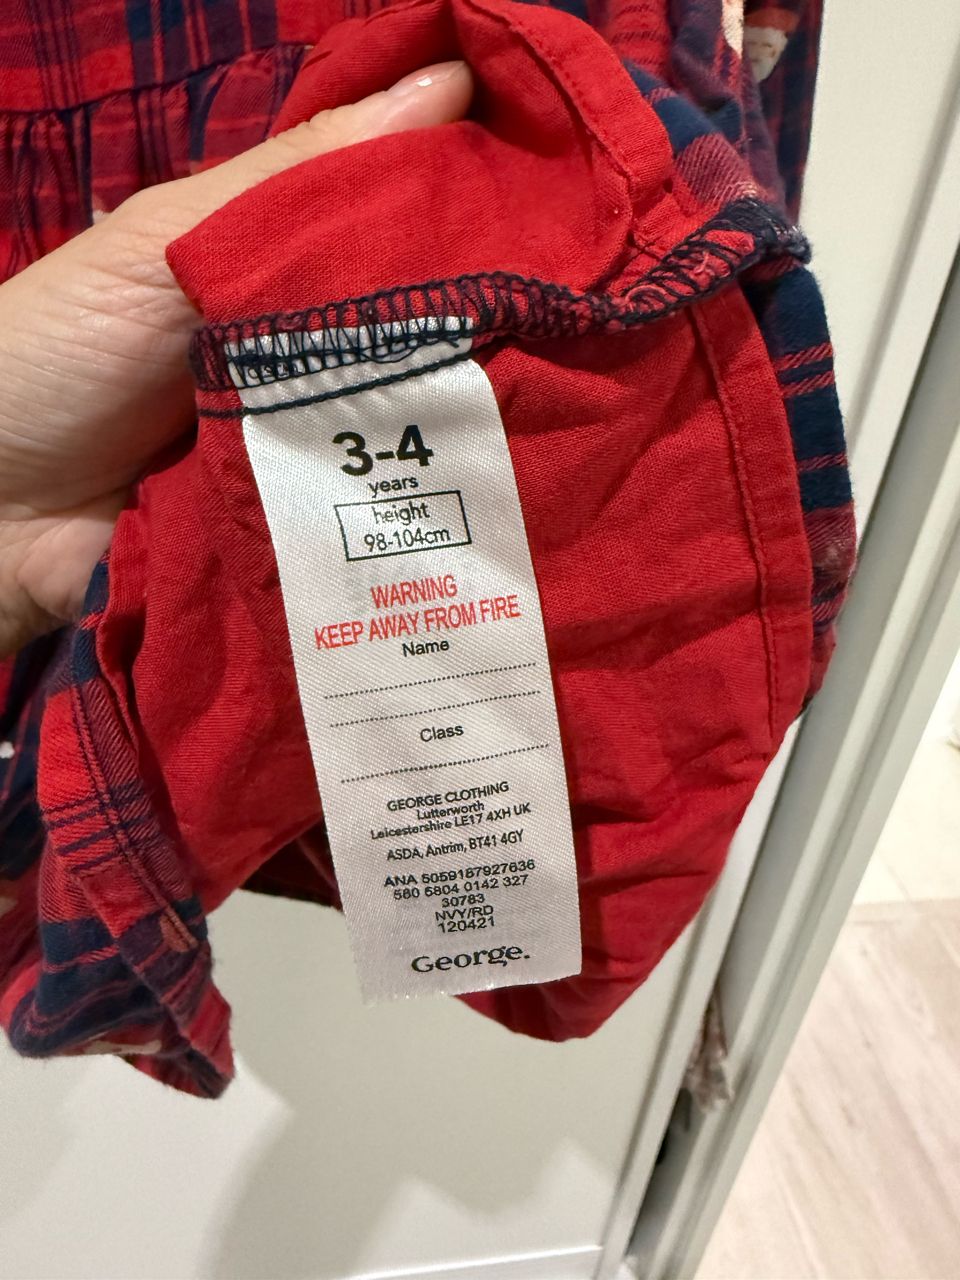 3-4
years
height
98-104cm
WARNING
KEEP AWAY FROM FIRE
Name
Class
GEORGE CLOTHING
Lutterworth
Leicestershire LE17 4XH UK
ASDA, Antrim, BT41 4GY
ANA 5059187927636
580 6804 0142 327
30783
NVY/RD
120421
George.